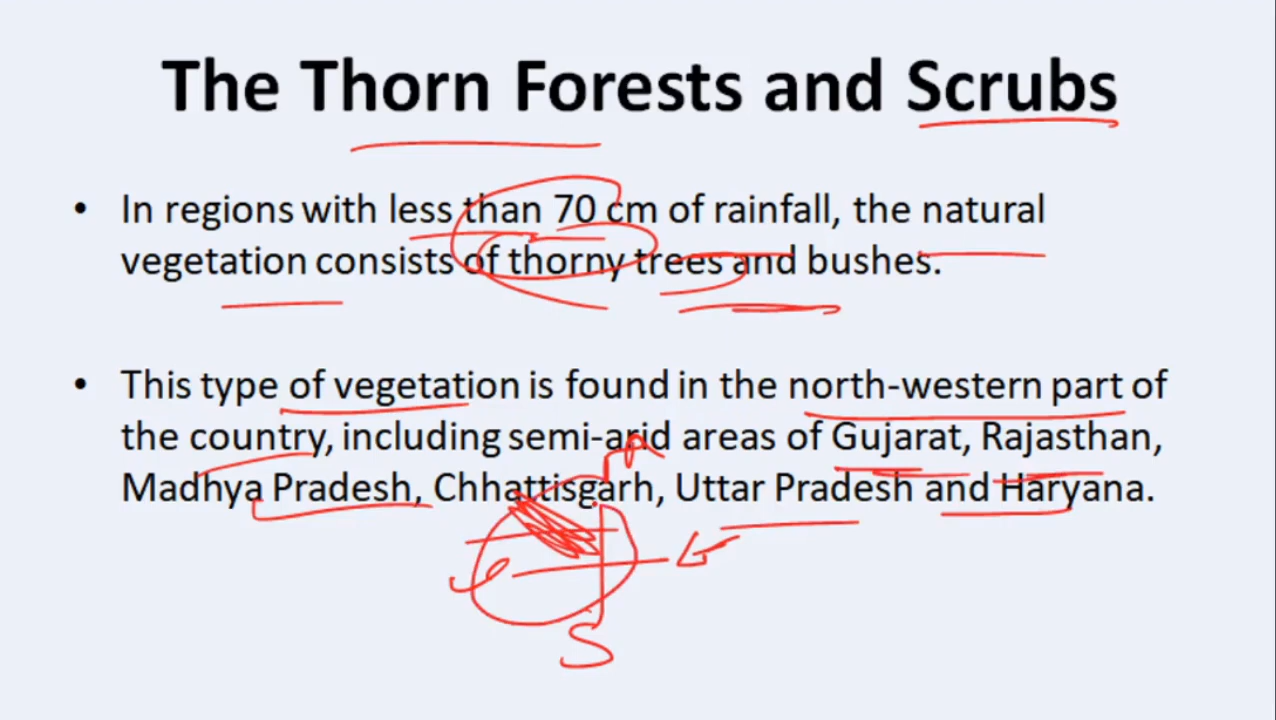 The Thorn Forests and Scrubs
• In regions with less than 70 cm of rainfall, the natural
vegetation consists of thorny trees and bushes.
• This type of vegetation is found in the north-western part of
the country, including semi-arid areas of Gujarat, Rajasthan,
Madhya Pradesh, Chhattisgarh, Uttar Pradesh and Haryana.
S